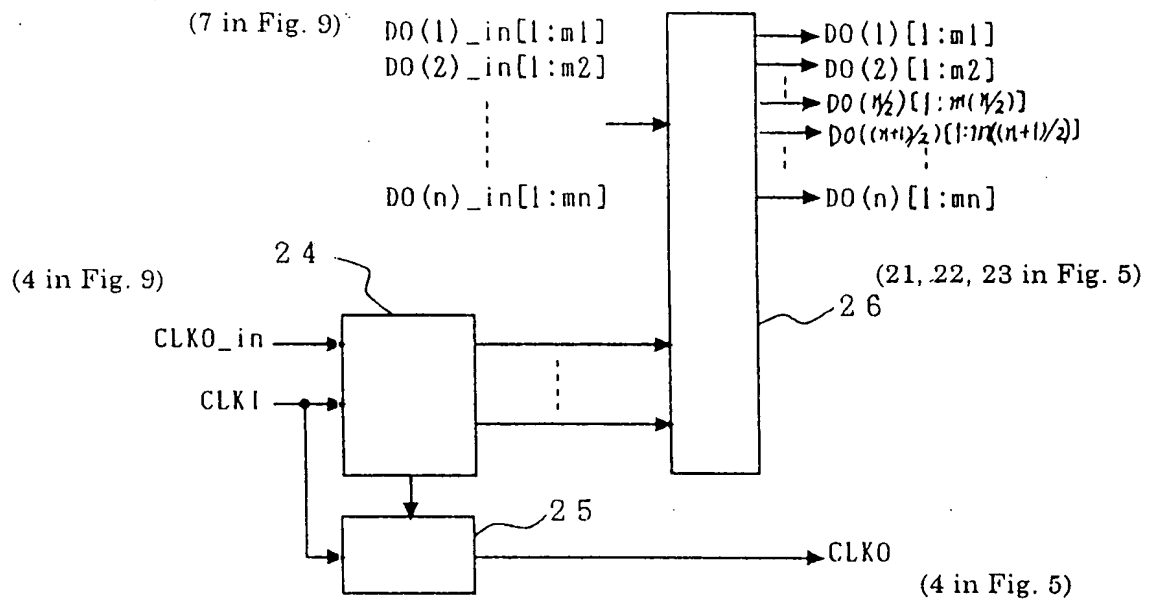 (7 in Fig. 9)
DO(1)_in[1:m1]
DO(2)_in[1:m2]
DO(n)_in[1:mn]
DO(1)[1:m1]
DO(2)[1:m2]
DO(n/2)[1:m(n/2)]
DO((n+1)/2)[1:m((n+1)/2)]
DO(n)[1:mn]
24
(4 in Fig. 9)
(21, 22, 23 in Fig. 5)
26
CLKO_in
CLKI
25
CLKO
(4 in Fig. 5)